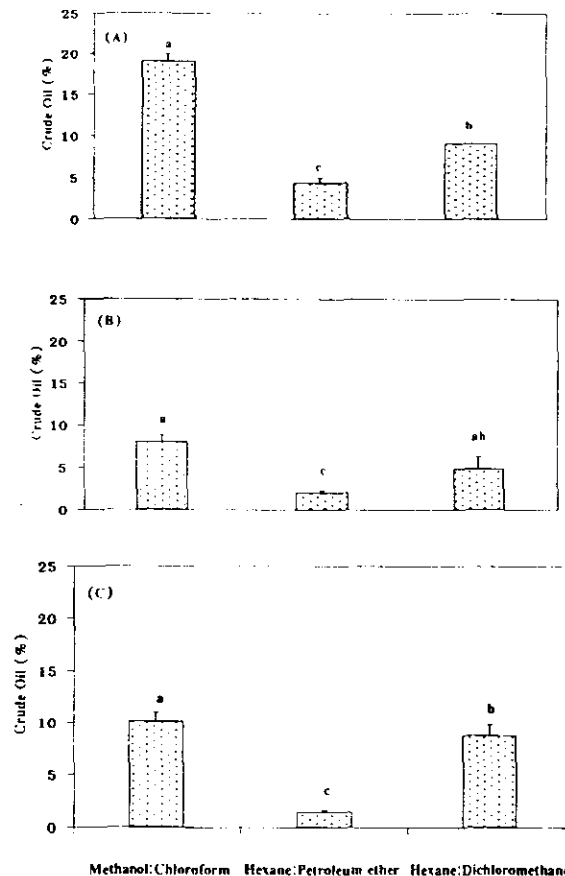 25
(A)
a
20
15
Crude Oil (%)
b
10
c
5
0
25
(B)
20
15
Crude Oil (%)
a
ab
10
c
5
0
25
(C)
20
15
Crude Oil (%)
a
b
10
c
5
0
Methanol:Chloroform Hexane:Petroleum ether Hexane:Dichloromethane